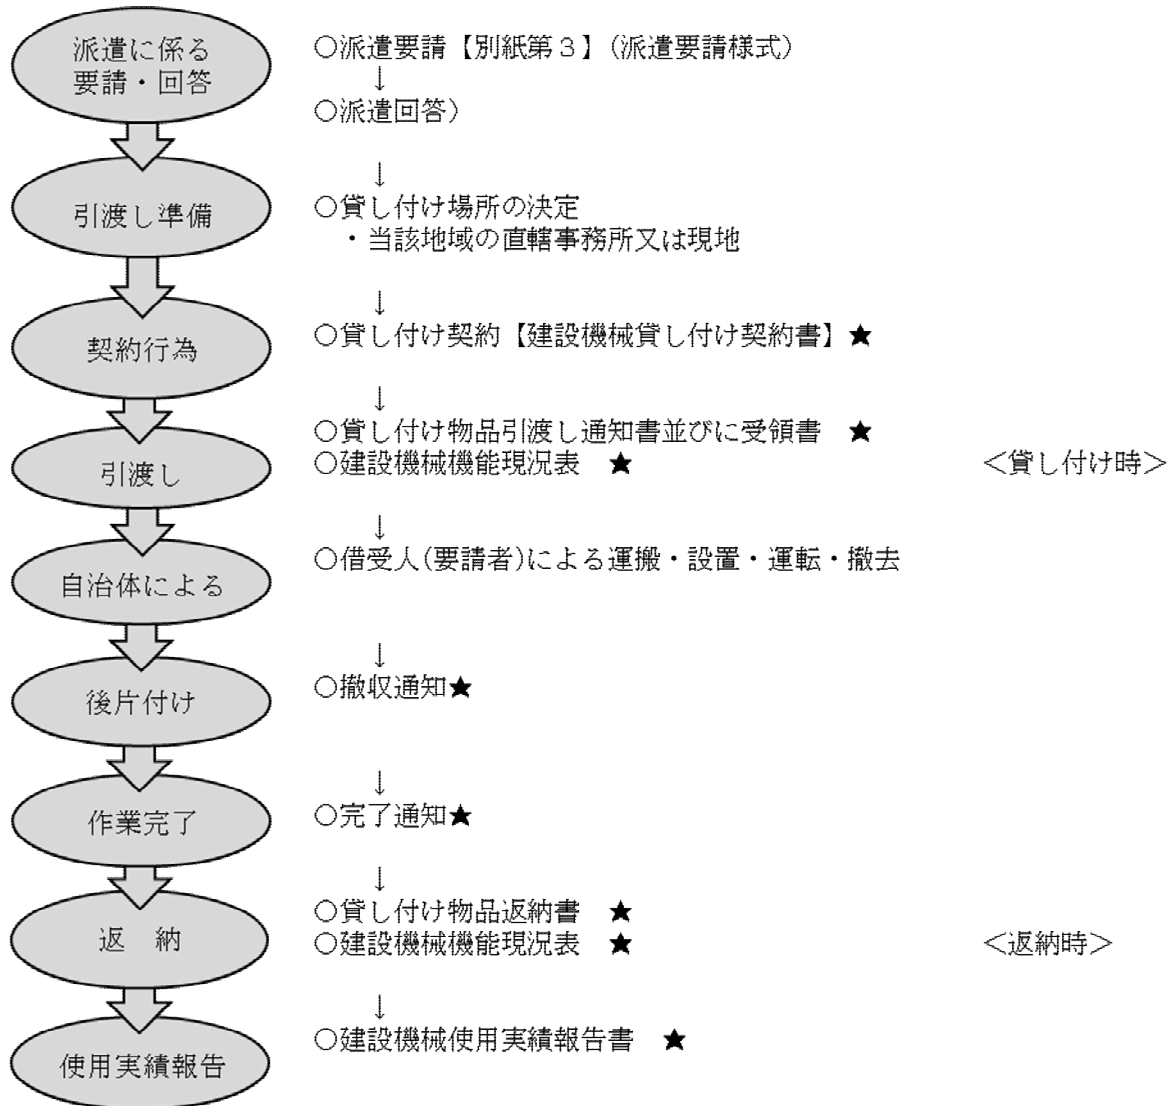 派遣に係る
要請・回答
○派遣要請【別紙第３】(派遣要請様式)
↓
○派遣回答)
↓
引渡し準備
○貸し付け場所の決定
・当該地域の直轄事務所又は現地
↓
契約行為
○貸し付け契約【建設機械貸し付け契約書】★
↓
引渡し
○貸し付け物品引渡し通知書並びに受領書　★
○建設機械機能現況表　★　＜貸し付け時＞
↓
自治体による
○借受人(要請者)による運搬・設置・運転・撤去
↓
後片付け
○撤収通知★
↓
作業完了
○完了通知★
↓
返　納
○貸し付け物品返納書　★
○建設機械機能現況表　★　＜返納時＞
↓
使用実績報告
○建設機械使用実績報告書　★